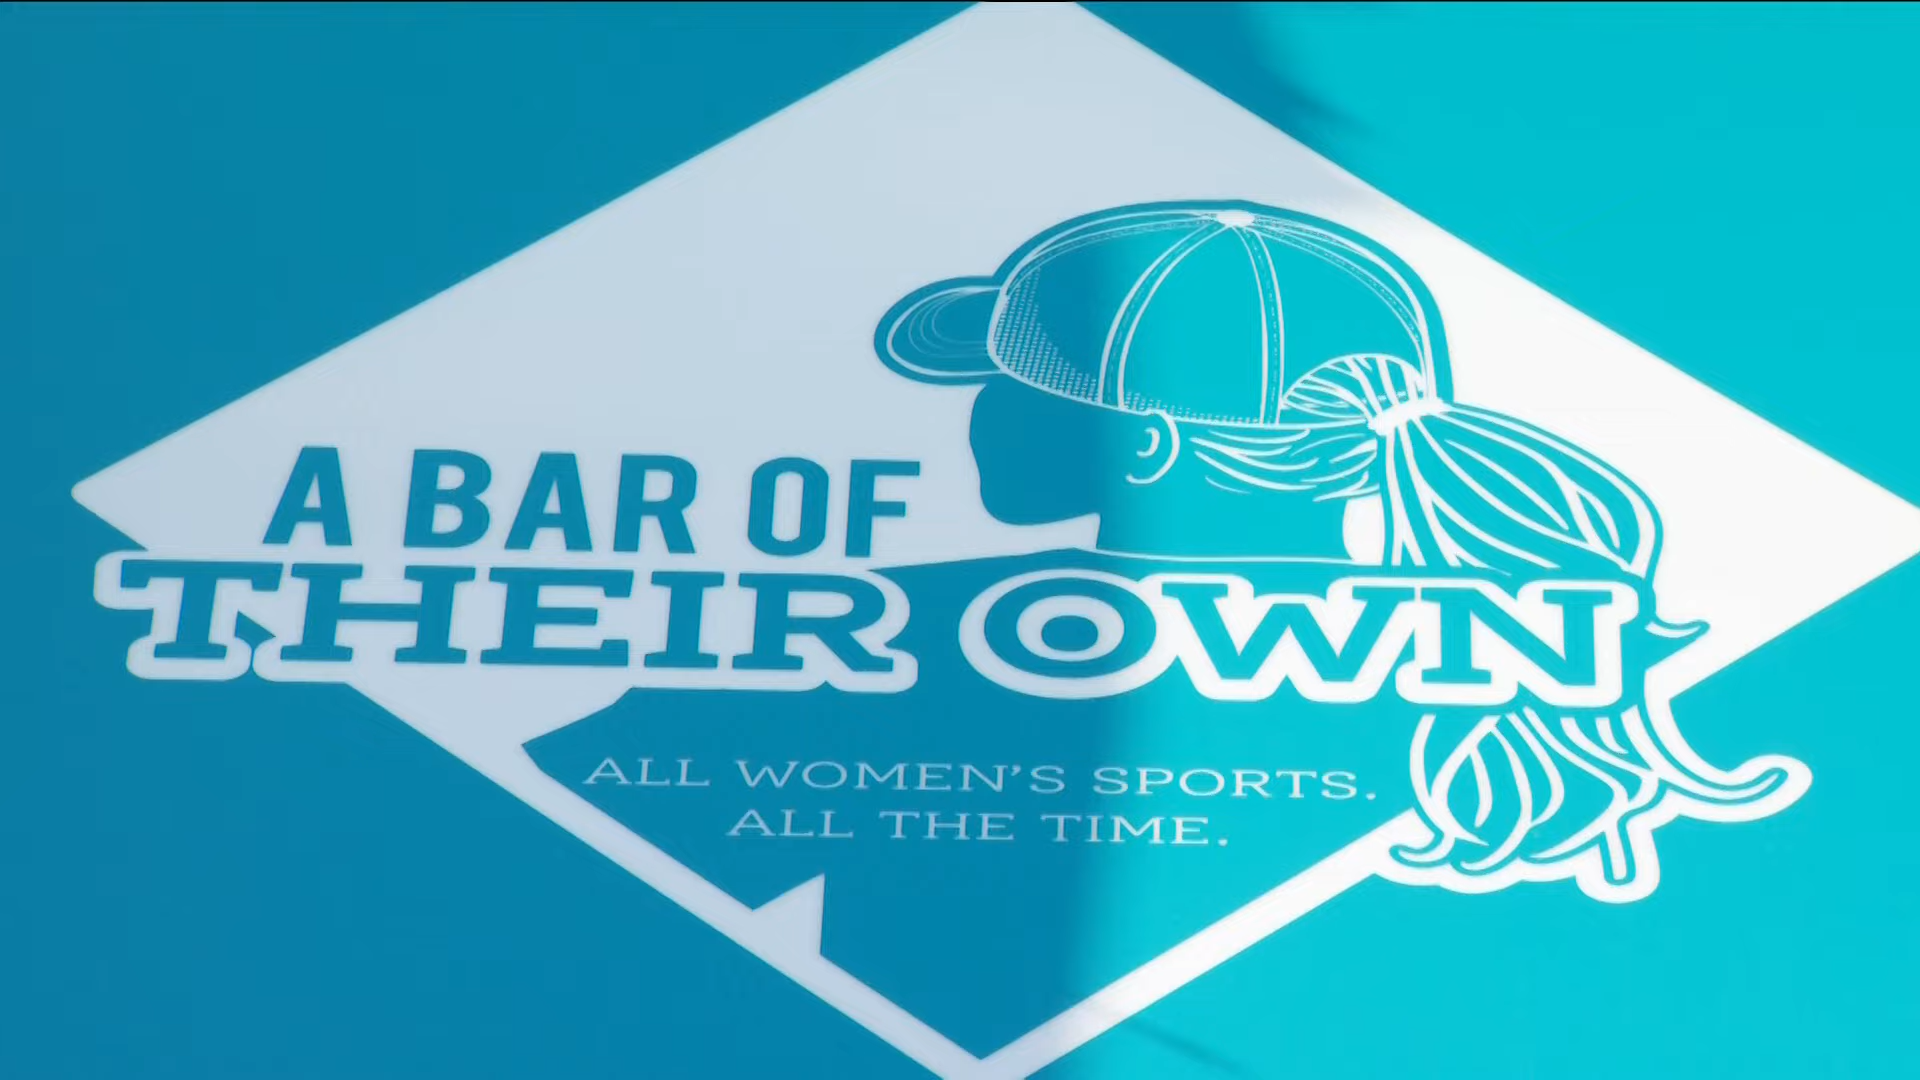 A BAR OF
THEIR OWN
ALL WOMEN'S SPORTS.
ALL THE TIME.